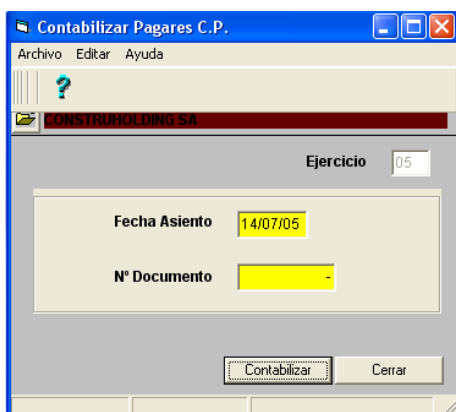 Contabilizar Pagares C.P.
Archivo Editar Ayuda
?
CONSTRUHOLDING SA
Ejercicio 05
Fecha Asiento 14/07/05
Nº Documento -
Contabilizar Cerrar